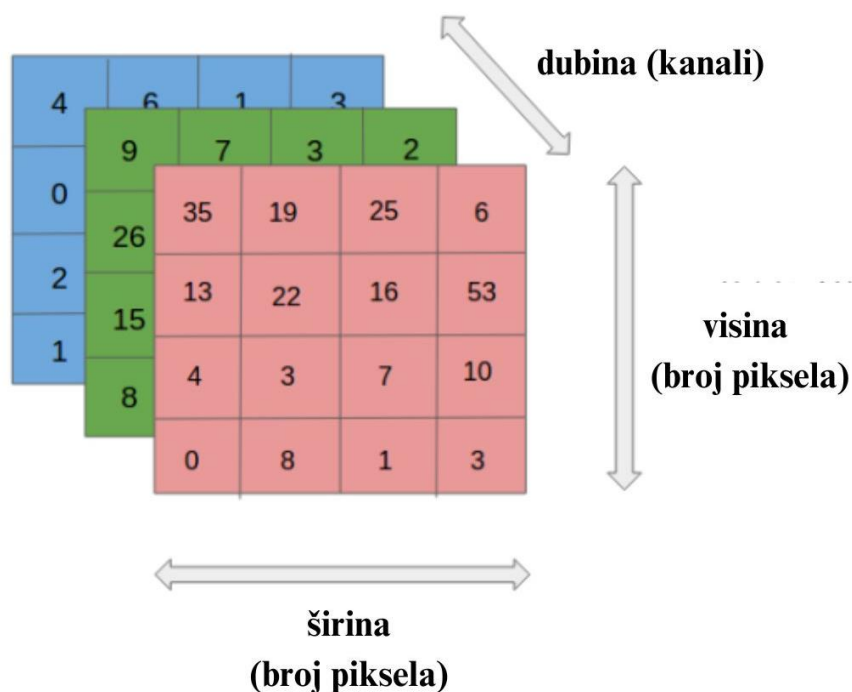 dubina (kanali)
4 6 1 3
9 7 3 2
0
35 19 25 6
26
13 22 16 53
2
15
visina
(broj piksela)
1
4 3 7 10
8
0 8 1 3
širina
(broj piksela)